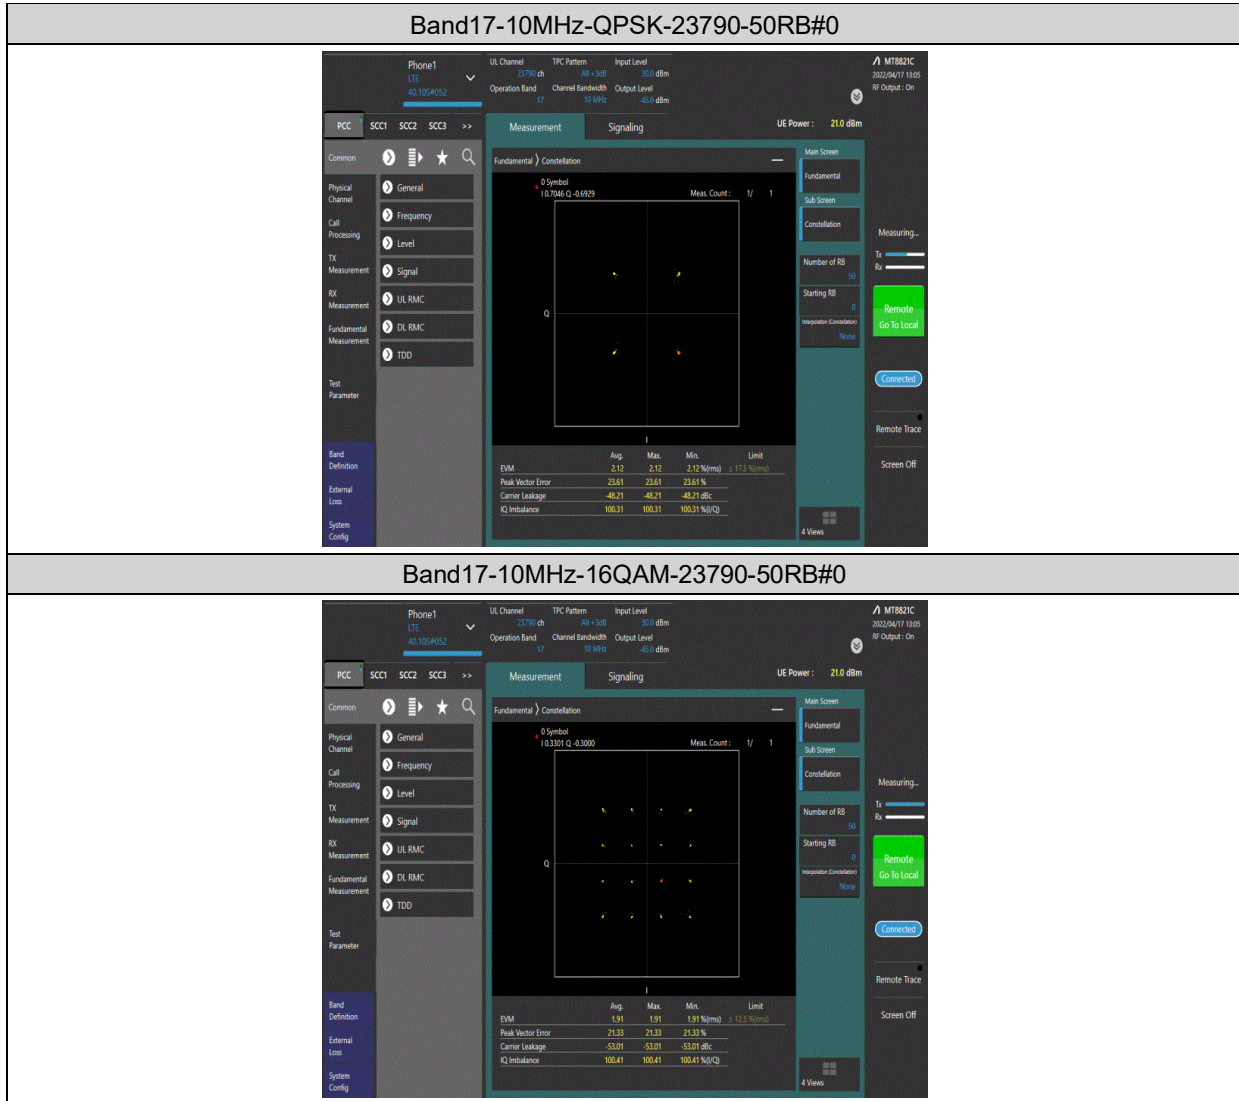 Band17-10MHz-QPSK-23790-50RB#0
Phone1
LTE
40.10S#052
UL Channel TPC Pattern Input Level
23790 ch All +3dB 30.0 dBm
Operation Band Channel Bandwidth Output Level
17 10 MHz -45.0 dBm
MT8821C
2022/04/17 13:05
RF Output : On
PCC SCC1 SCC2 SCC3 >>
Measurement Signaling
UE Power : 21.0 dBm
Common
Physical
Channel
Call
Processing
TX
Measurement
RX
Measurement
Fundamental
Measurement
Test
Parameter
Band
Definition
External
Loss
System
Config
General
Frequency
Level
Signal
UL RMC
DL RMC
TDD
Fundamental Constellation
0 Symbol
I 0.7046 Q -0.6929 Meas. Count : 1/ 1
Q
I
Avg. Max. Min. Limit
EVM 2.12 2.12 2.12 %(rms) ≤ 17.5 %(rms)
Peak Vector Error 23.61 23.61 23.61 %
Carrier Leakage -48.21 -48.21 -48.21 dBc
IQ Imbalance 100.31 100.31 100.31 %(I/Q)
Main Screen
Fundamental
Sub Screen
Constellation
Number of RB
50
Starting RB
0
Interpolation (Constellation)
None
4 Views
Measuring...
Tx
Rx
Remote
Go To Local
Connected
Remote Trace
Screen Off
Band17-10MHz-16QAM-23790-50RB#0
Phone1
LTE
40.10S#052
UL Channel TPC Pattern Input Level
23790 ch All +3dB 30.0 dBm
Operation Band Channel Bandwidth Output Level
17 10 MHz -45.0 dBm
MT8821C
2022/04/17 13:05
RF Output : On
PCC SCC1 SCC2 SCC3 >>
Measurement Signaling
UE Power : 21.0 dBm
Common
Physical
Channel
Call
Processing
TX
Measurement
RX
Measurement
Fundamental
Measurement
Test
Parameter
Band
Definition
External
Loss
System
Config
General
Frequency
Level
Signal
UL RMC
DL RMC
TDD
Fundamental Constellation
0 Symbol
I 0.3301 Q -0.3000 Meas. Count : 1/ 1
Q
I
Avg. Max. Min. Limit
EVM 1.91 1.91 1.91 %(rms) ≤ 12.5 %(rms)
Peak Vector Error 21.33 21.33 21.33 %
Carrier Leakage -53.01 -53.01 -53.01 dBc
IQ Imbalance 100.41 100.41 100.41 %(I/Q)
Main Screen
Fundamental
Sub Screen
Constellation
Number of RB
50
Starting RB
0
Interpolation (Constellation)
None
4 Views
Measuring...
Tx
Rx
Remote
Go To Local
Connected
Remote Trace
Screen Off